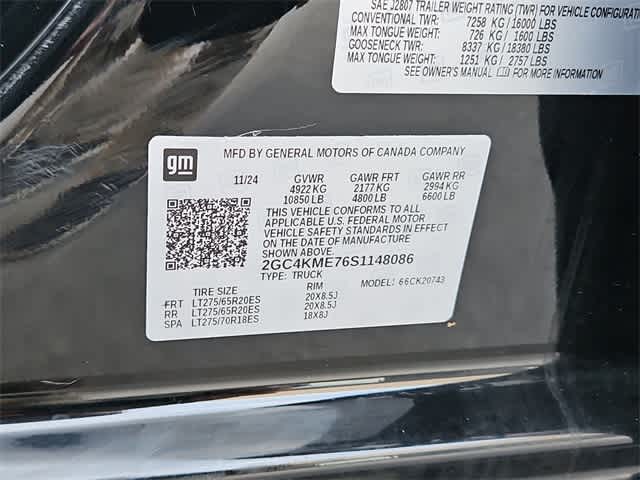 SAE J2807 TRAILER WEIGHT RATING (TWR) FOR VEHICLE CONFIGURATION
CONVENTIONAL TWR: 7258 KG / 16000 LBS
MAX TONGUE WEIGHT: 726 KG / 1600 LBS
GOOSENECK TWR: 8337 KG / 18380 LBS
MAX TONGUE WEIGHT: 1251 KG / 2757 LBS
SEE OWNER'S MANUAL FOR MORE INFORMATION
gm
MFD BY GENERAL MOTORS OF CANADA COMPANY
11/24 GVWR GAWR FRT GAWR RR
4922 KG 2177 KG 2994 KG
10850 LB 4800 LB 6600 LB
THIS VEHICLE CONFORMS TO ALL
APPLICABLE U.S. FEDERAL MOTOR
VEHICLE SAFETY STANDARDS IN EFFECT
ON THE DATE OF MANUFACTURE SHOWN ABOVE.
2GC4KME76S1148086
TYPE: TRUCK MODEL: 66CK20743
TIRE SIZE RIM
FRT LT275/65R20ES 20X8.5J
RR LT275/65R20ES 20X8.5J
SPA LT275/70R18ES 18X8J